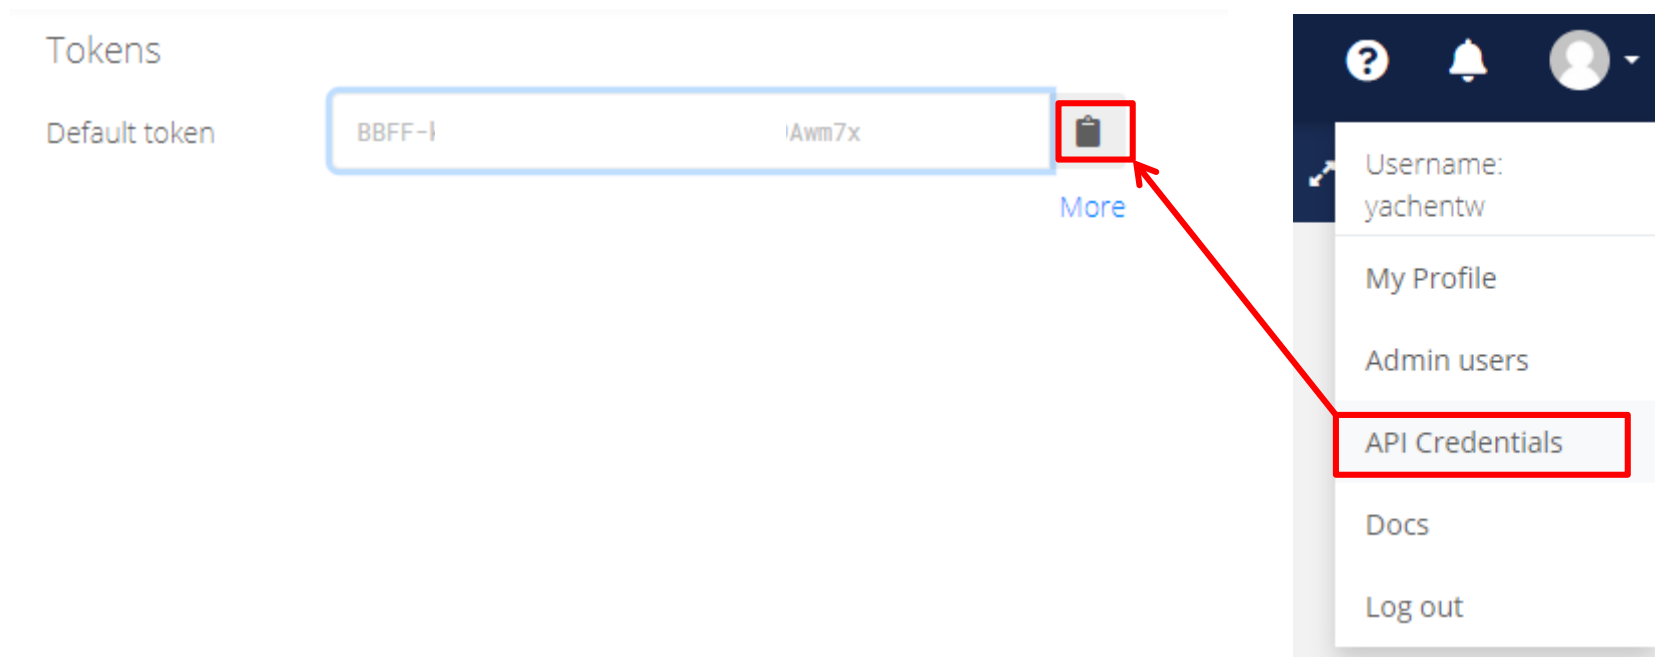 Tokens
Default token
BBFF-
Awm7x
More
Username:
yachentw
My Profile
Admin users
API Credentials
Docs
Log out